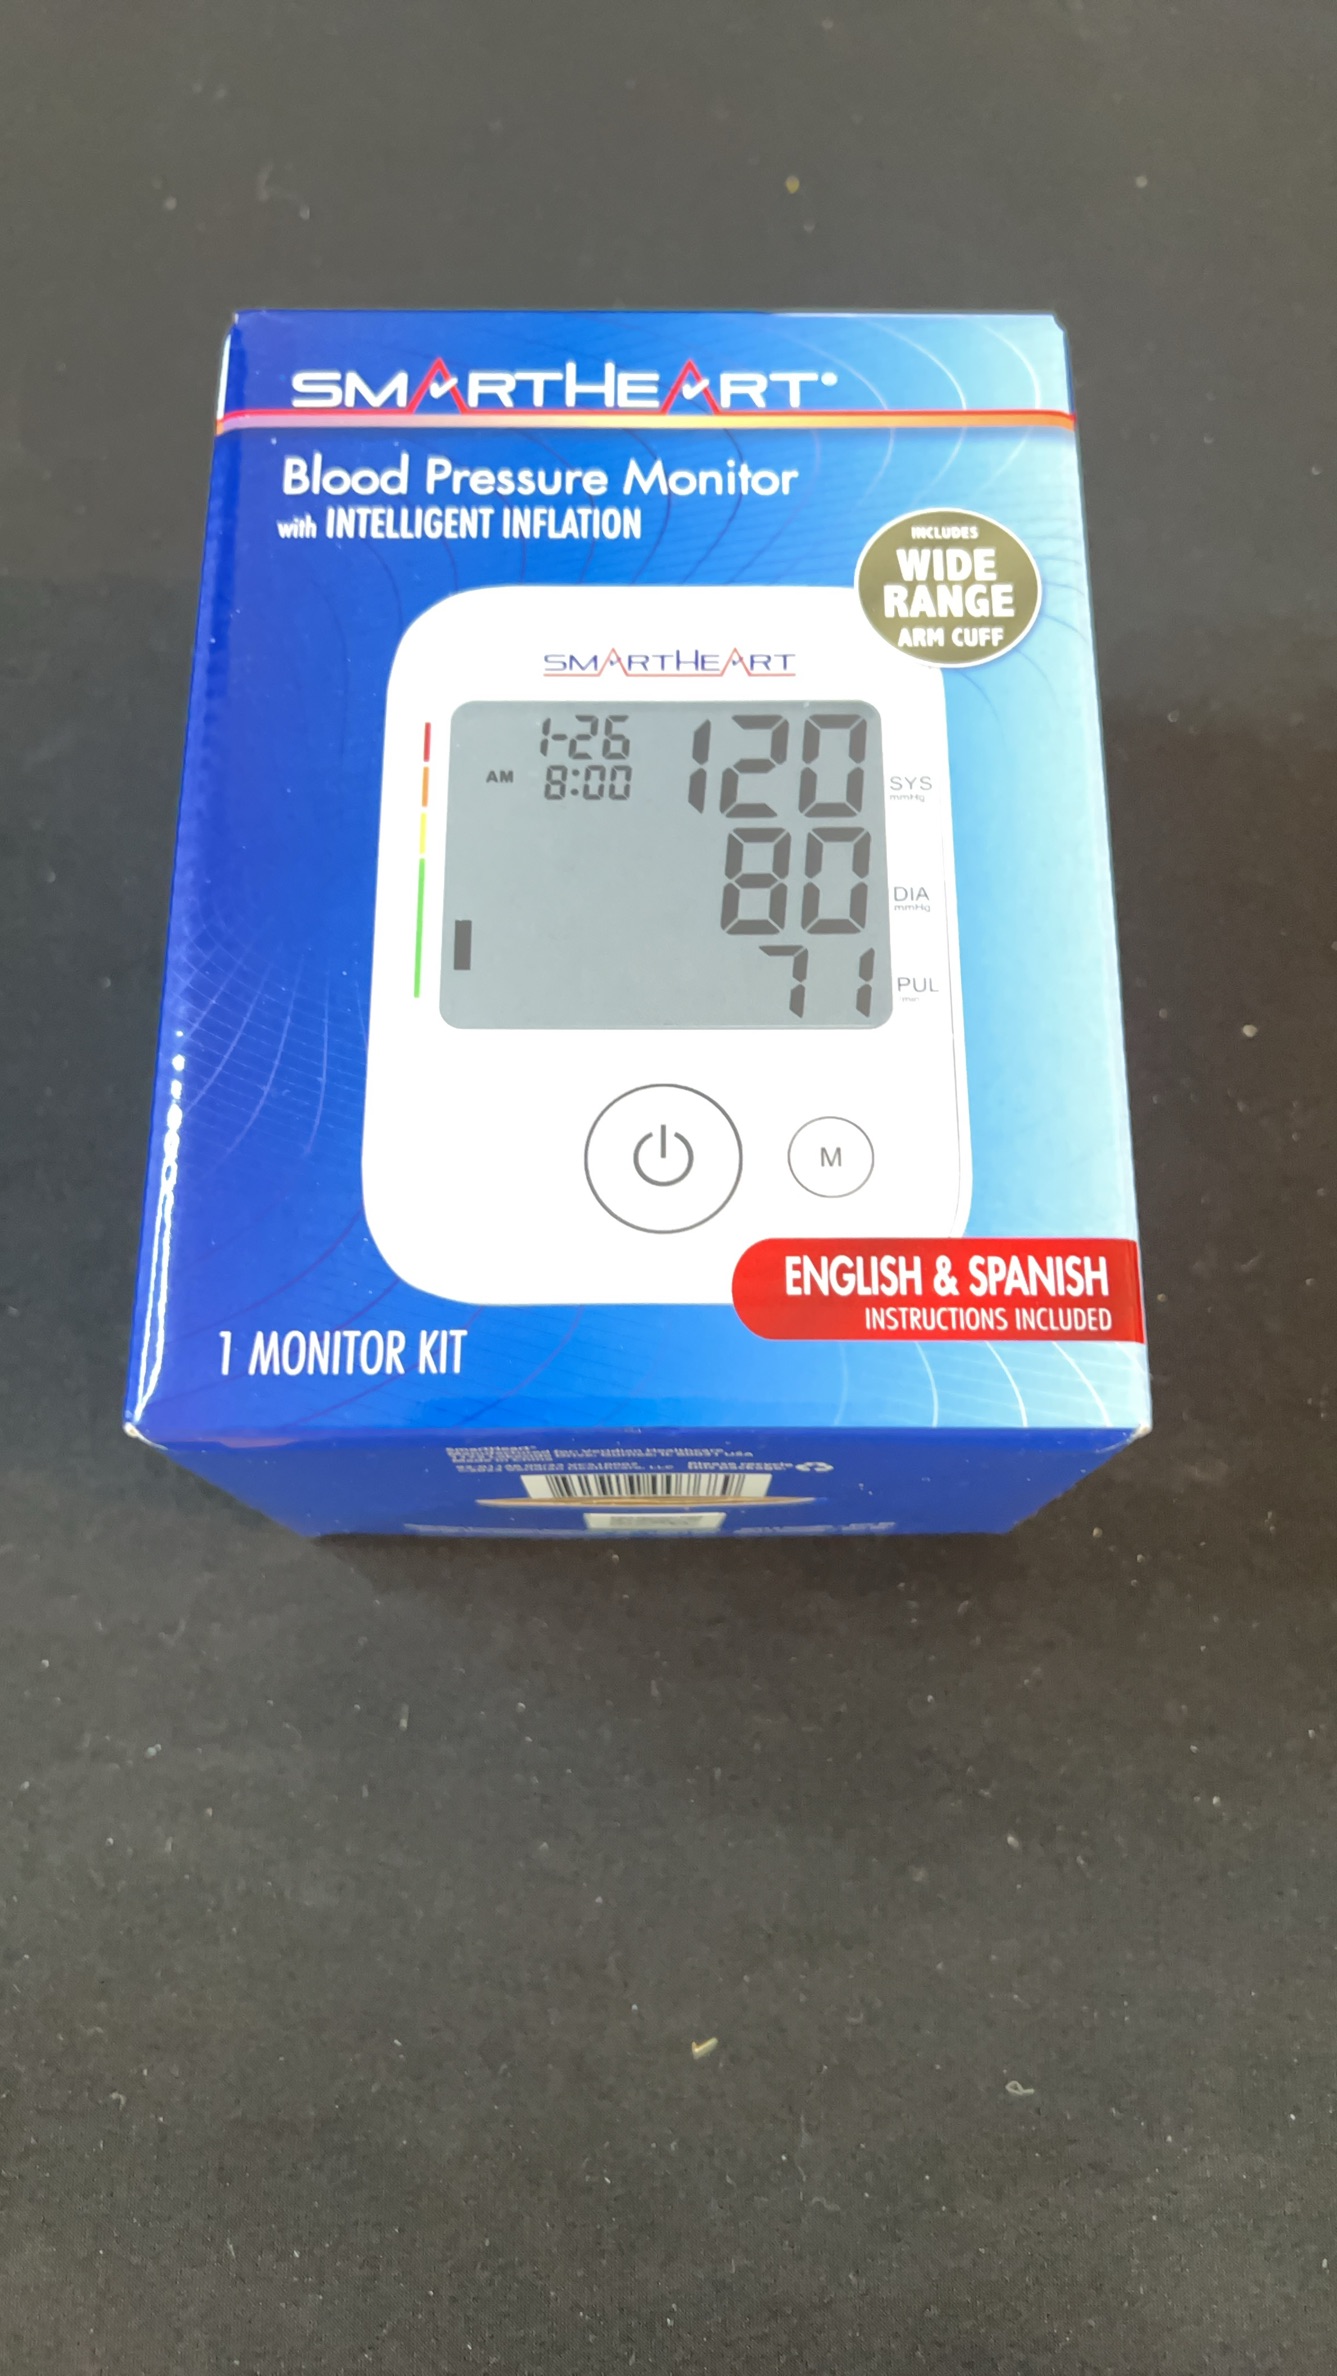 SMARTHEART
Blood Pressure Monitor
with INTELLIGENT INFLATION
INCLUDES
WIDE
RANGE
ARM CUFF
SMARTHEART
1-26
AM 8:00
120
SYS
mmHg
80
DIA
mmHg
71
PUL
M
ENGLISH & SPANISH
INSTRUCTIONS INCLUDED
1 MONITOR KIT
SmartHeart